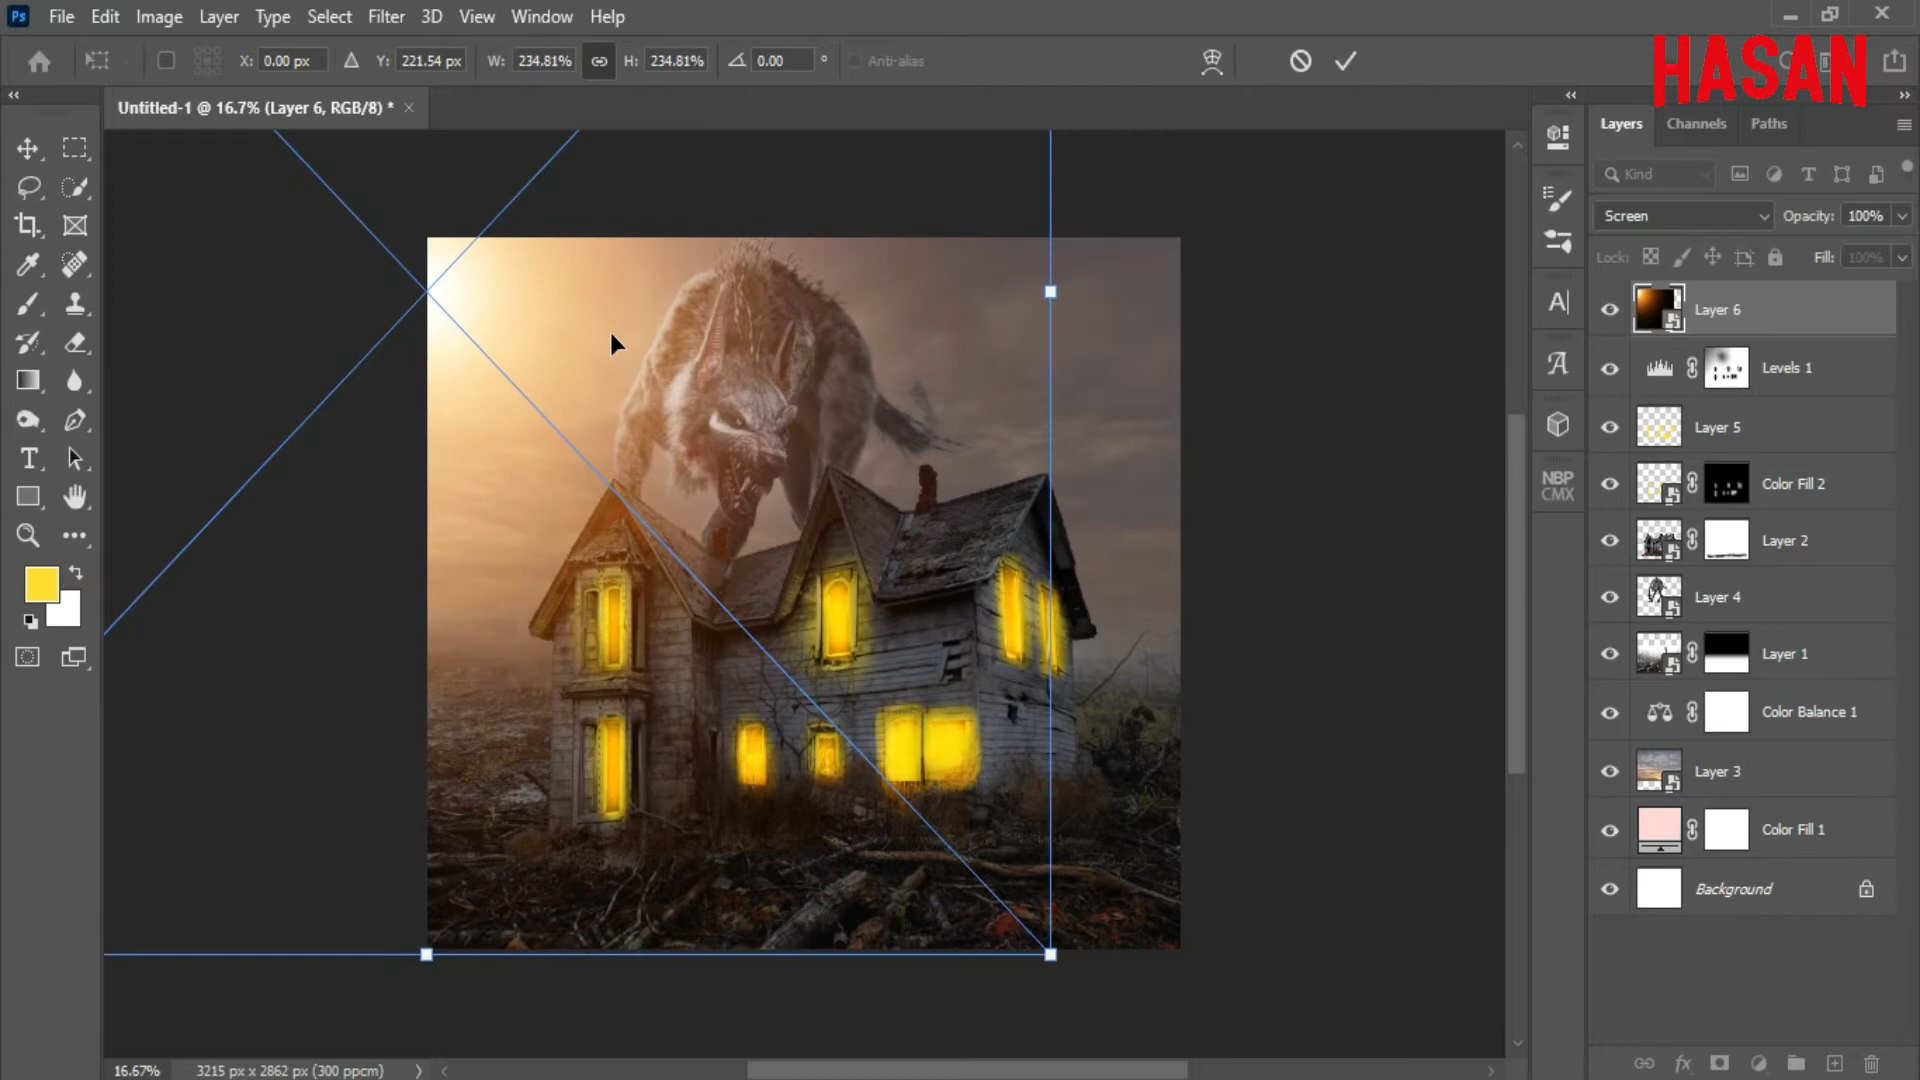 Ps File Edit Image Layer Type Select Filter 3D View Window Help
X: 0.00 px Y: 221.54 px W: 234.81% H: 234.81% 0.00 ° Anti-alias
HASAN
Untitled-1 @ 16.7% (Layer 6, RGB/8) *
Layers Channels Paths
Kind
Screen Opacity: 100%
Lock: Fill: 100%
Layer 6
Levels 1
Layer 5
NBP
CMX
Color Fill 2
Layer 2
Layer 4
Layer 1
Color Balance 1
Layer 3
Color Fill 1
Background
16.67% 3215 px x 2862 px (300 ppcm)